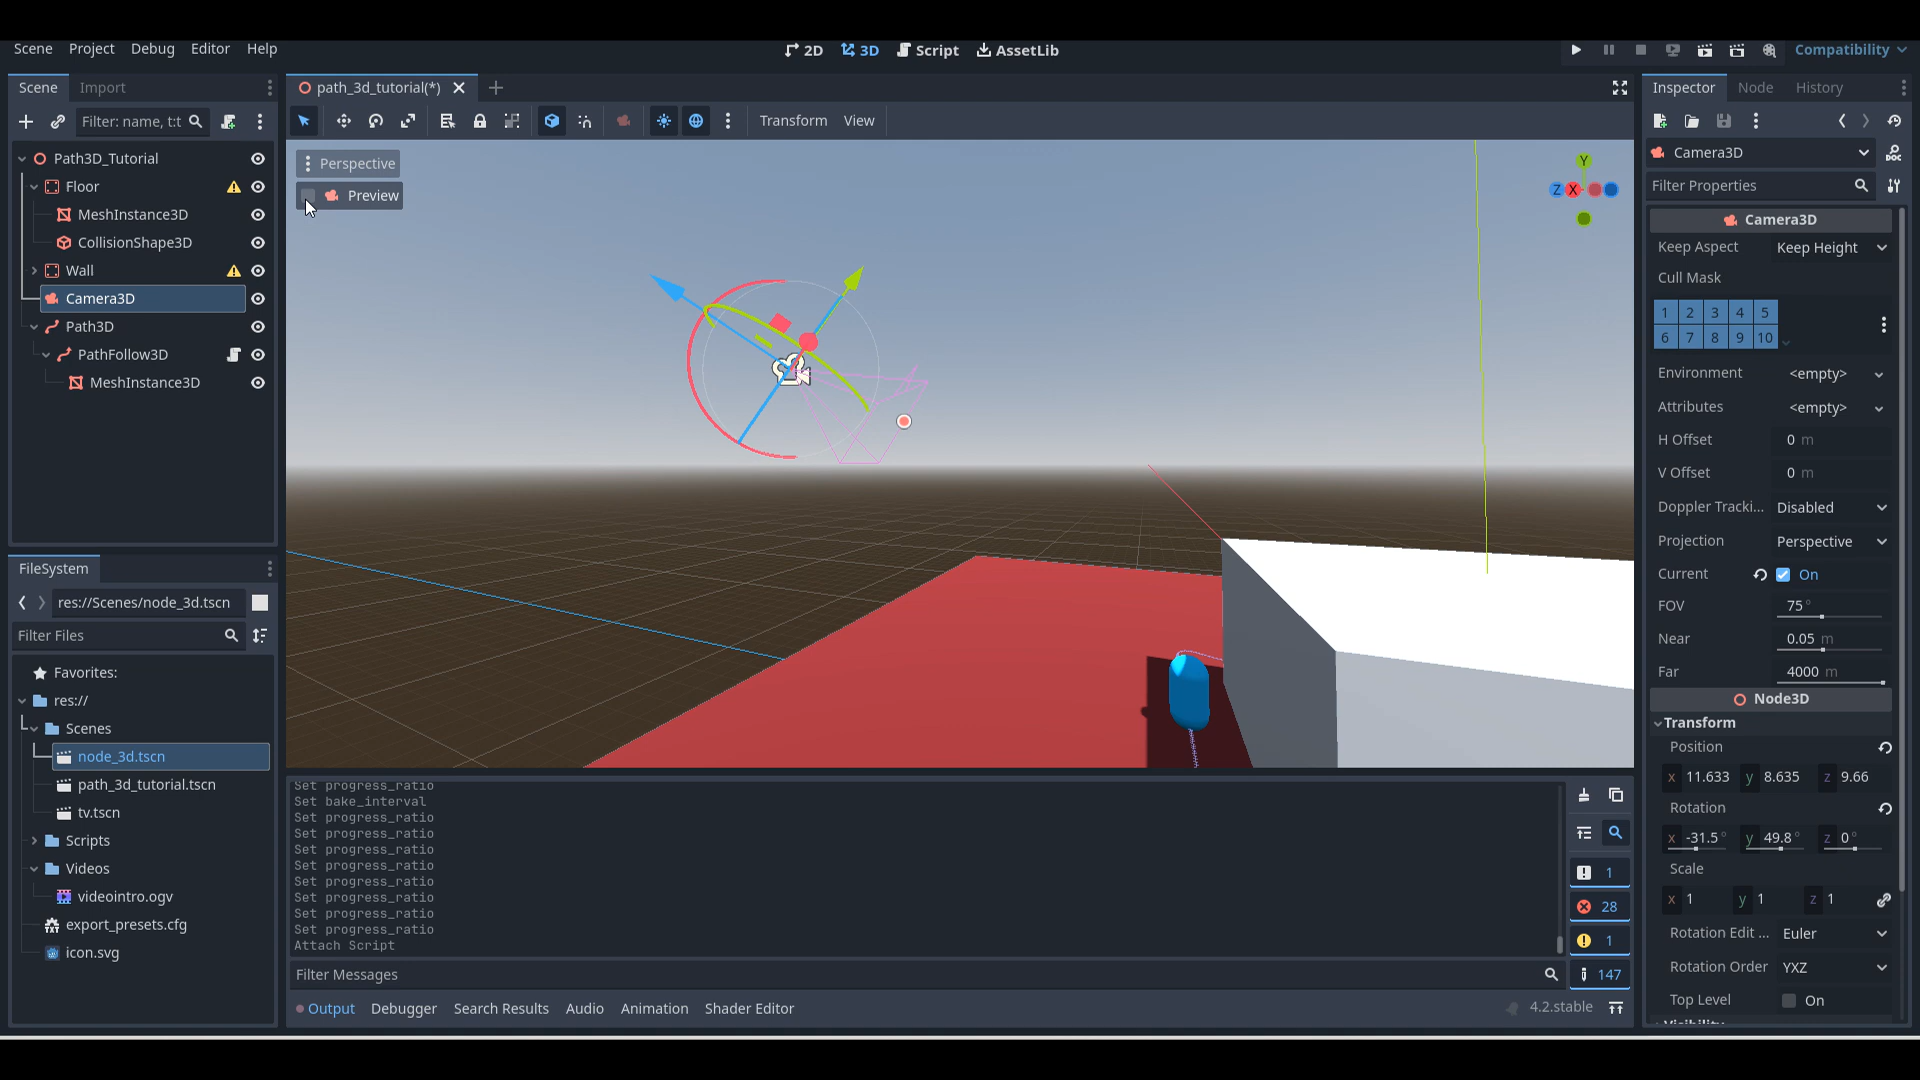 Scene Project Debug Editor Help
2D 3D Script AssetLib
Compatibility
Scene Import
path_3d_tutorial(*)
Inspector Node History
Filter: name, t:t
Transform View
Path3D_Tutorial
Floor
MeshInstance3D
CollisionShape3D
Wall
Camera3D
Path3D
PathFollow3D
MeshInstance3D
Perspective
Preview
Y
Z X
FileSystem
res://Scenes/node_3d.tscn
Filter Files
Favorites:
res://
Scenes
node_3d.tscn
path_3d_tutorial.tscn
tv.tscn
Scripts
Videos
videointro.ogv
export_presets.cfg
icon.svg
Set progress_ratio
Set bake_interval
Set progress_ratio
Set progress_ratio
Set progress_ratio
Set progress_ratio
Set progress_ratio
Set progress_ratio
Set progress_ratio
Set progress_ratio
Attach Script
1
28
1
147
Filter Messages
Output Debugger Search Results Audio Animation Shader Editor
4.2.stable
Camera3D
Filter Properties
Camera3D
Keep Aspect Keep Height
Cull Mask
1 2 3 4 5
6 7 8 9 10
Environment <empty>
Attributes <empty>
H Offset 0 m
V Offset 0 m
Doppler Tracki... Disabled
Projection Perspective
Current On
FOV 75 °
Near 0.05 m
Far 4000 m
Node3D
Transform
Position
x 11.633 y 8.635 z 9.66
Rotation
x -31.5 ° y 49.8 ° z 0 °
Scale
x 1 y 1 z 1
Rotation Edit ... Euler
Rotation Order YXZ
Top Level On
Visibility